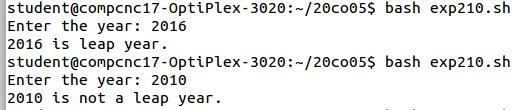 student@compcnc17-OptiPlex-3020:~/20co05$ bash exp210.sh
Enter the year: 2016
2016 is leap year.
student@compcnc17-OptiPlex-3020:~/20co05$ bash exp210.sh
Enter the year: 2010
2010 is not a leap year.